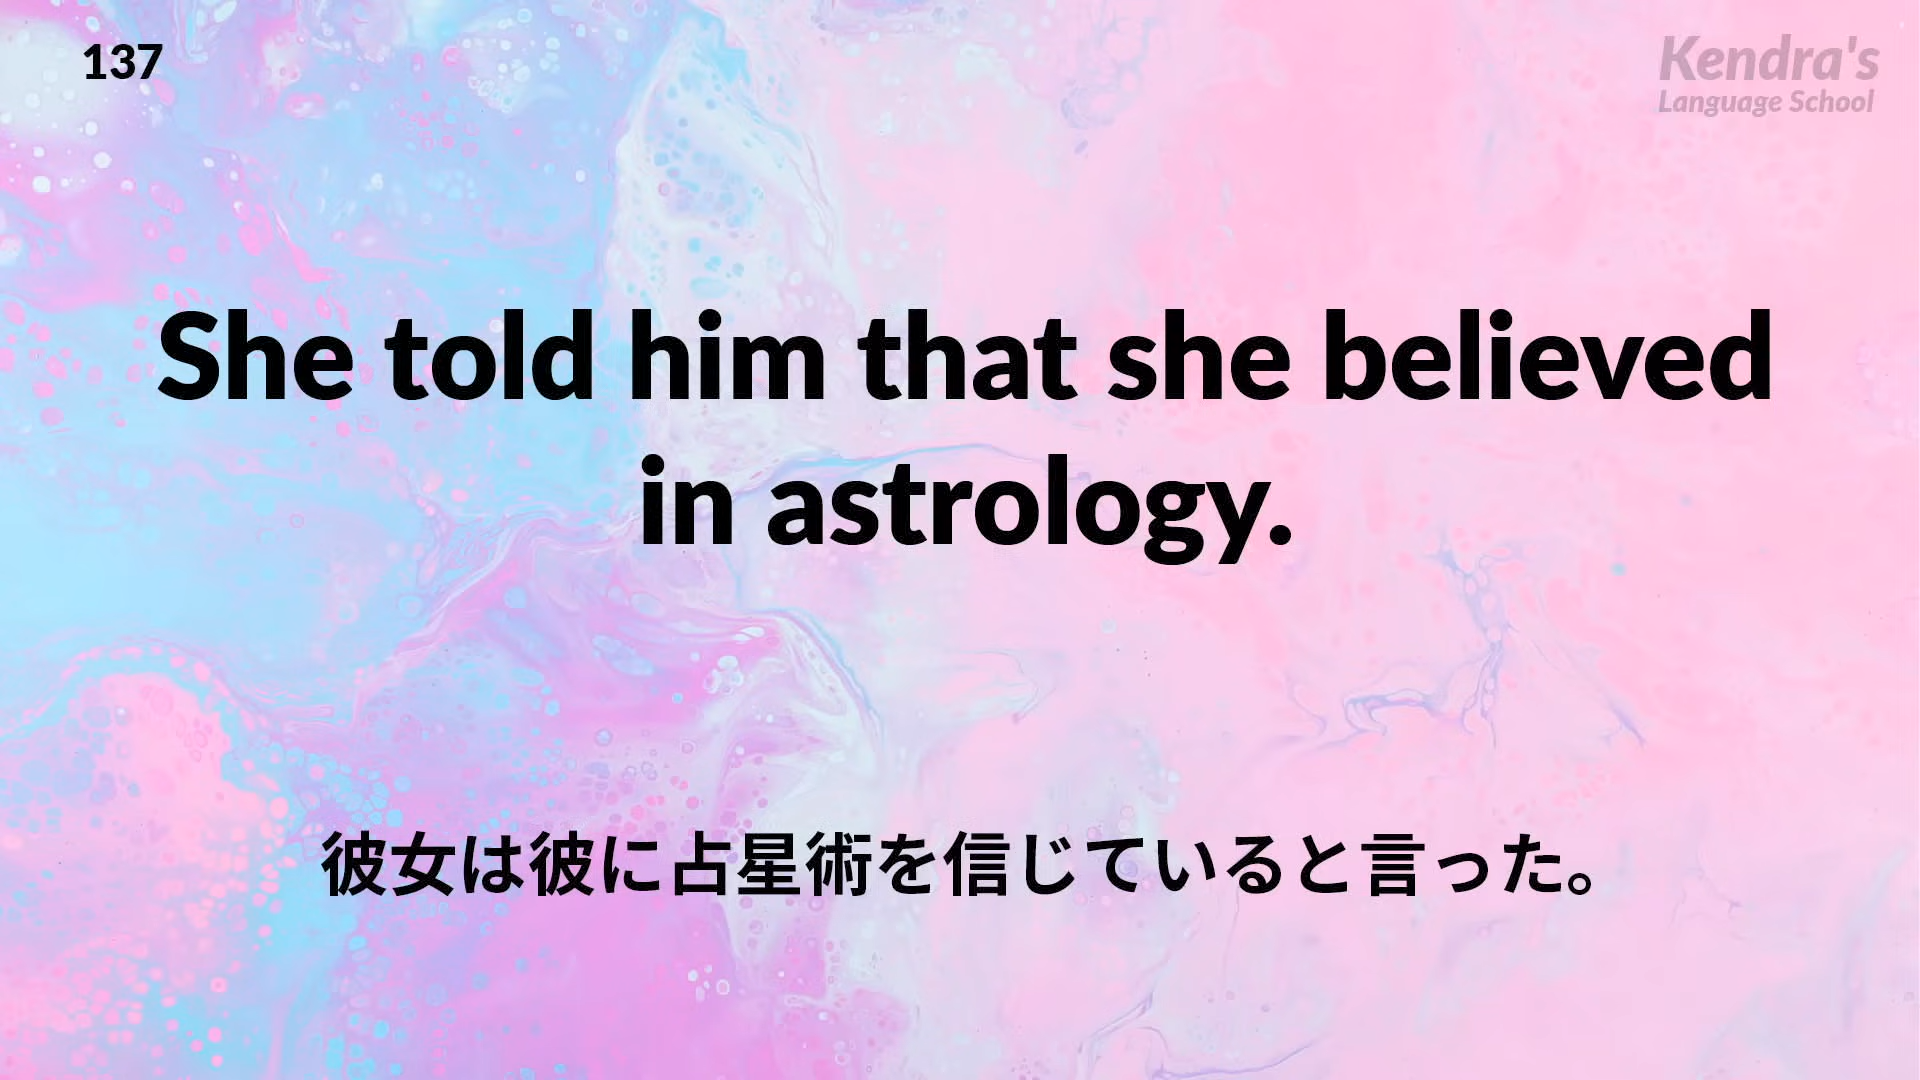 137
Kendra's
Language School
She told him that she believed
in astrology.
彼女は彼に占星術を信じていると言った。